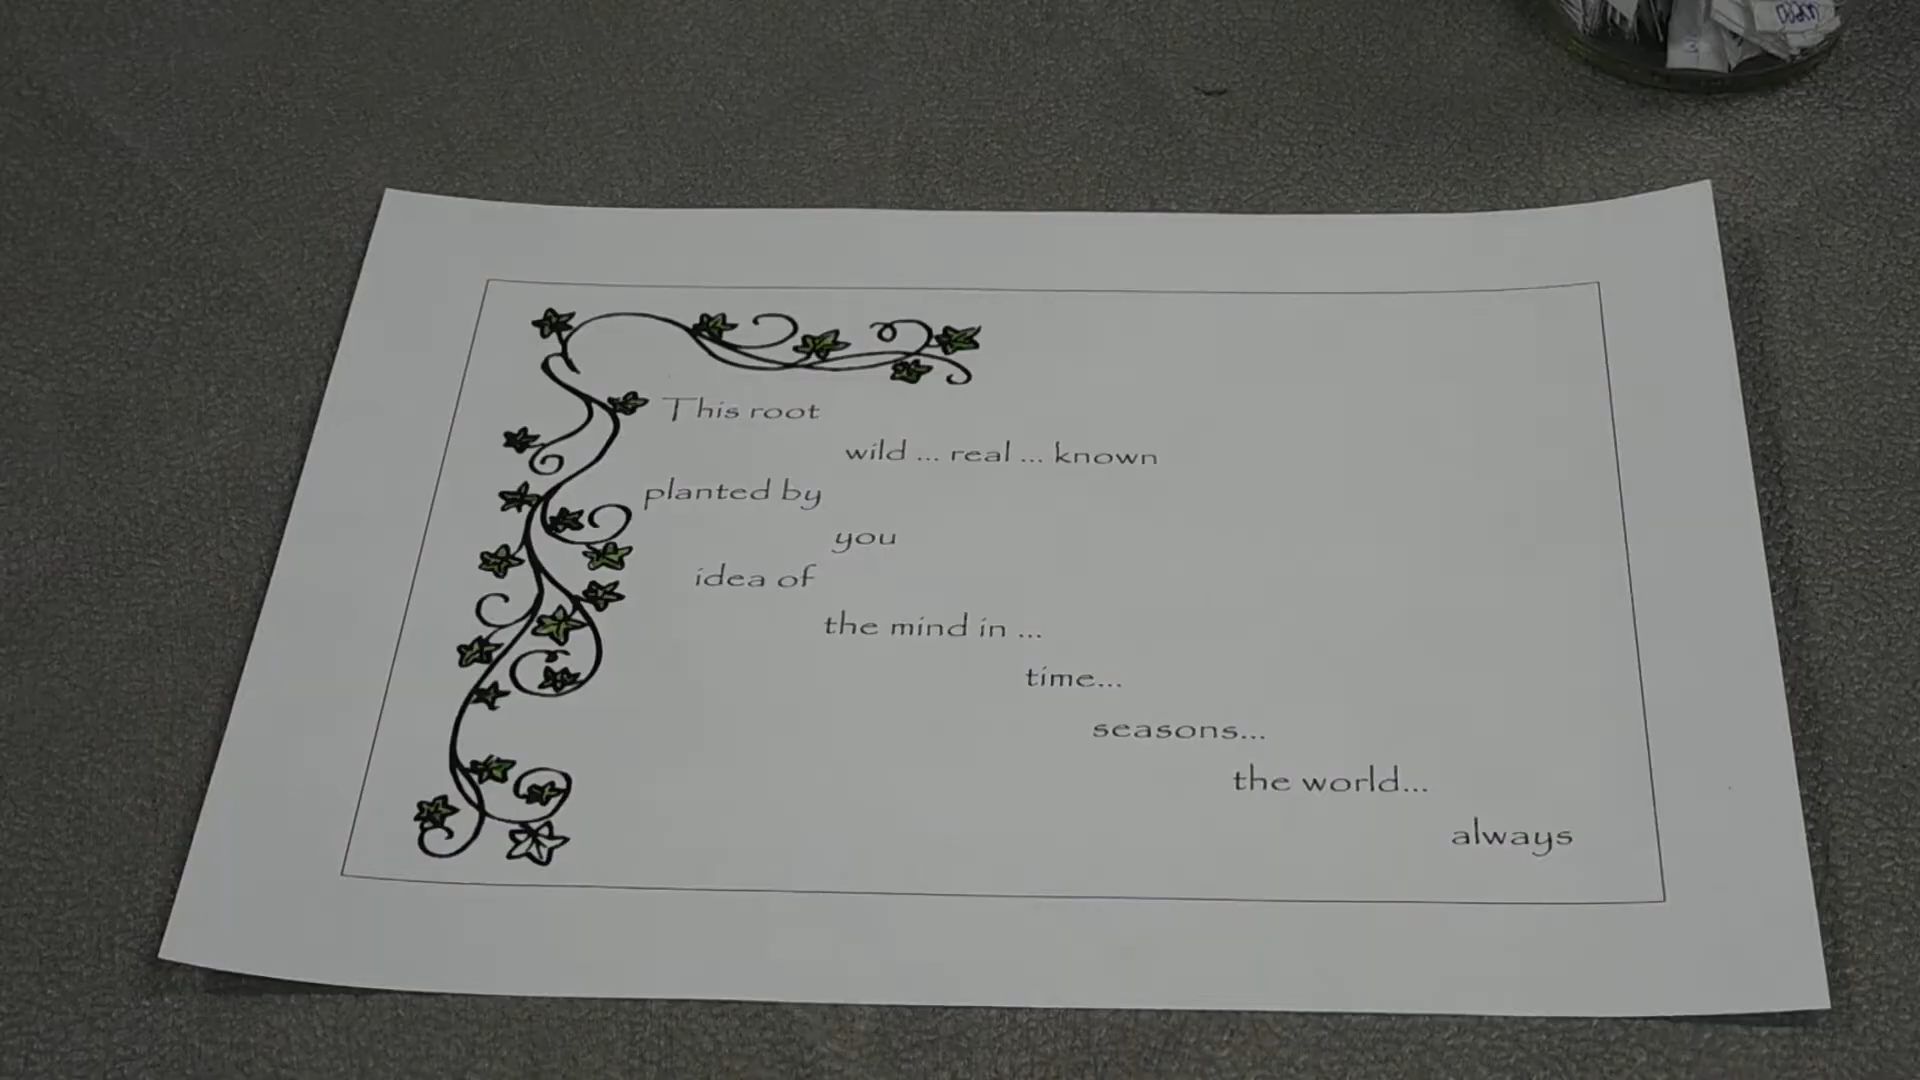 This root
wild ... real ... known
planted by
you
idea of
the mind in ...
time...
seasons...
the world...
always